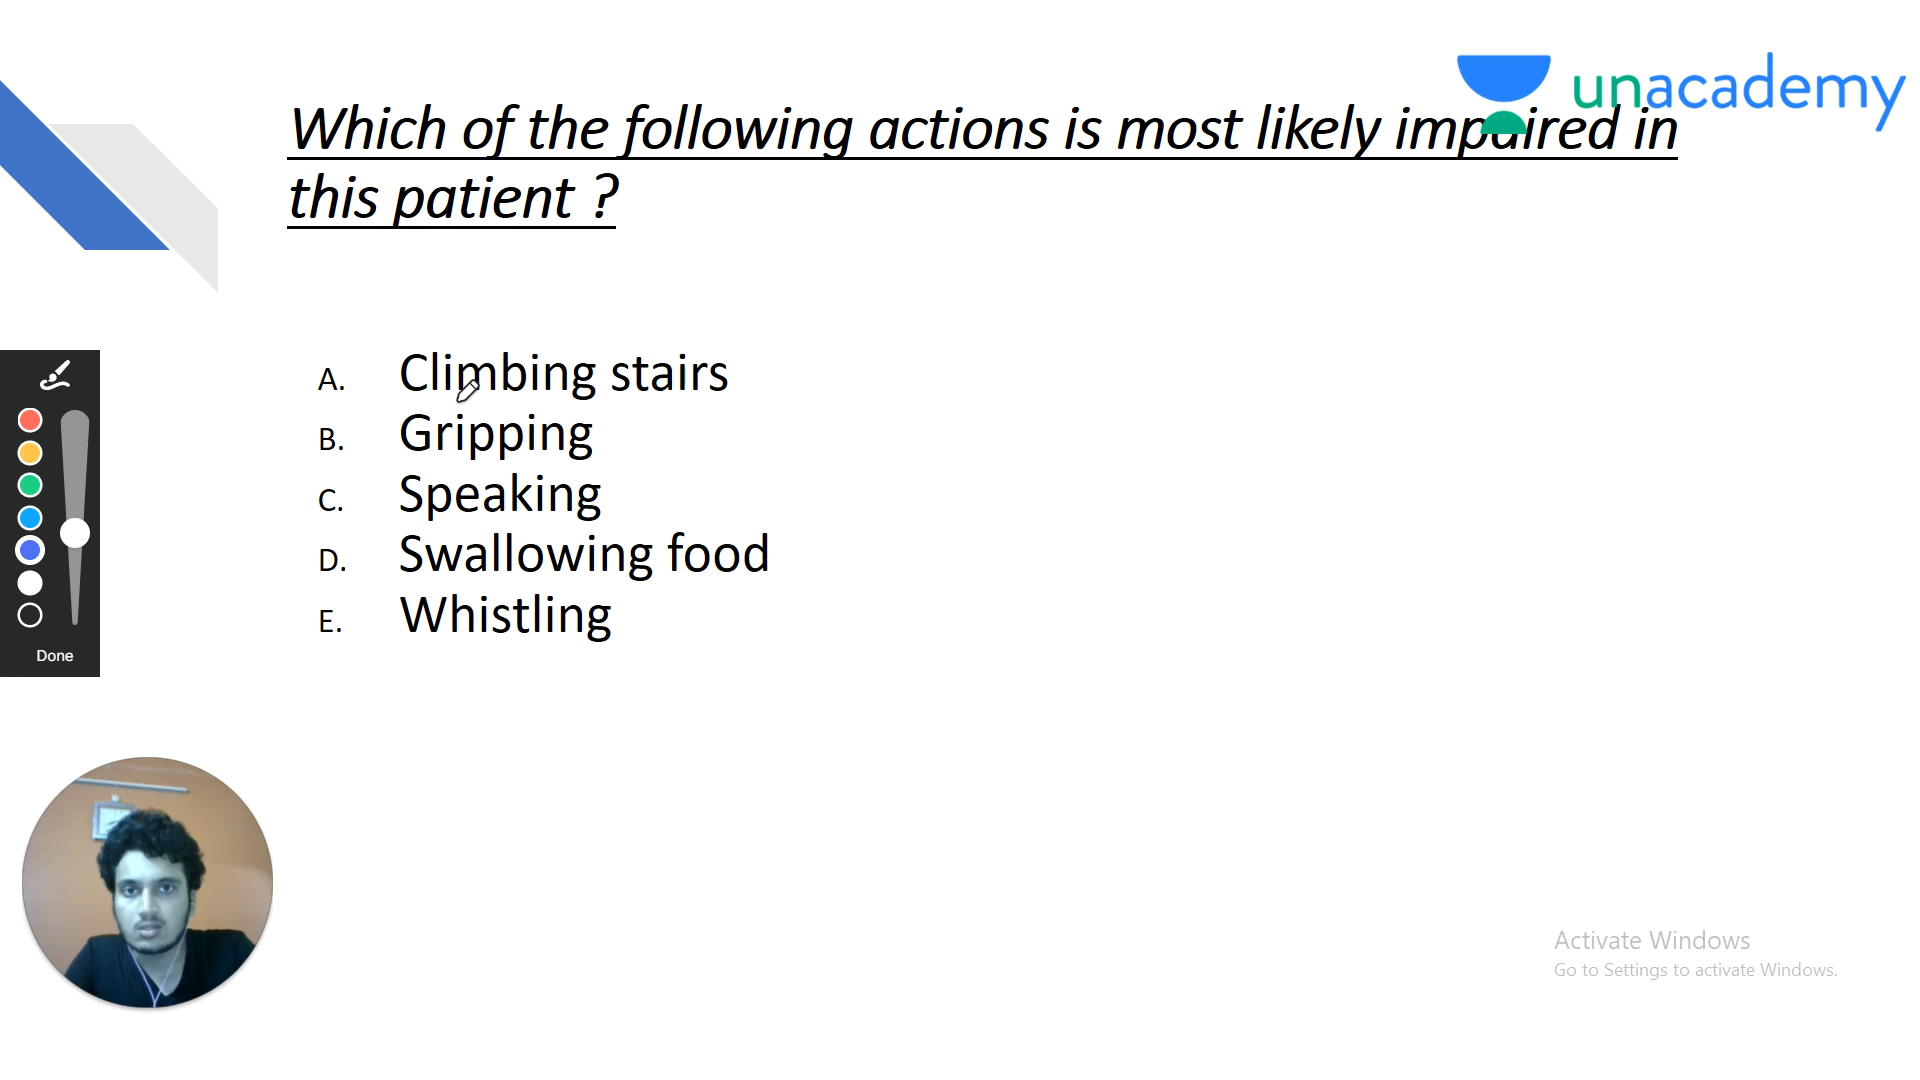 unacademy
Which of the following actions is most likely impaired in
this patient ?
A. Climbing stairs
B. Gripping
C. Speaking
D. Swallowing food
E. Whistling
Done
Activate Windows
Go to Settings to activate Windows.